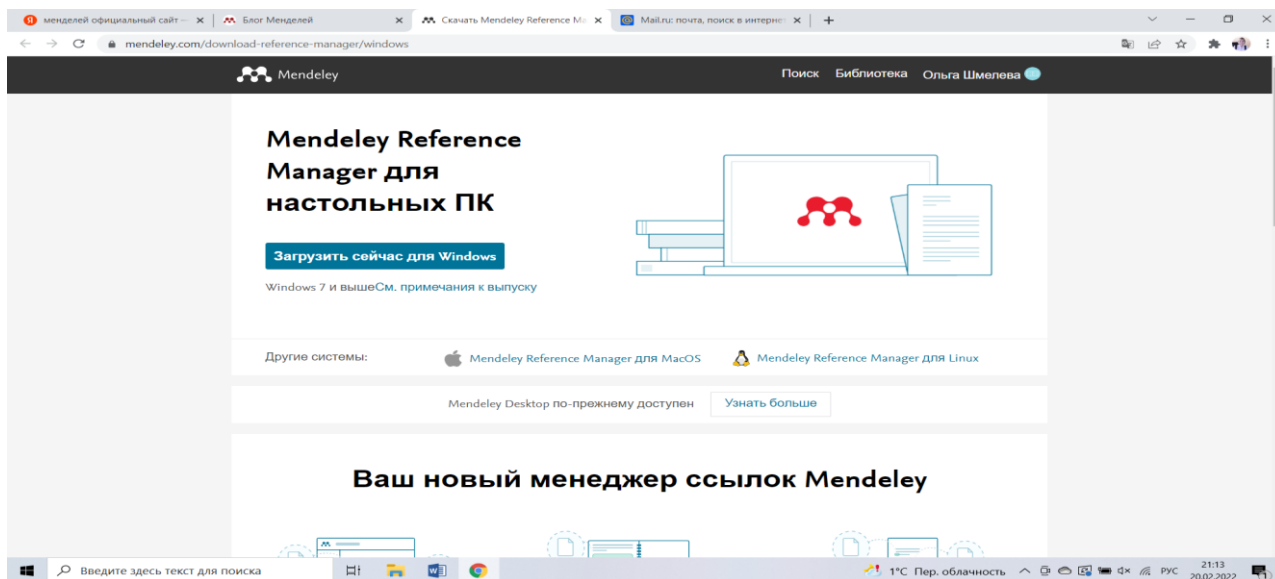 менделей официальный сайт —
Блог Менделей
Скачать Mendeley Reference Ma
Mail.ru: почта, поиск в интернет
mendeley.com/download-reference-manager/windows
Mendeley
Поиск Библиотека Ольга Шмелева
Mendeley Reference
Manager для
настольных ПК
Загрузить сейчас для Windows
Windows 7 и вышеСм. примечания к выпуску
Другие системы:
Mendeley Reference Manager для MacOS
Mendeley Reference Manager для Linux
Mendeley Desktop по-прежнему доступен
Узнать больше
Ваш новый менеджер ссылок Mendeley
Введите здесь текст для поиска
1°C Пер. облачность
РУС
21:13
20.02.2022